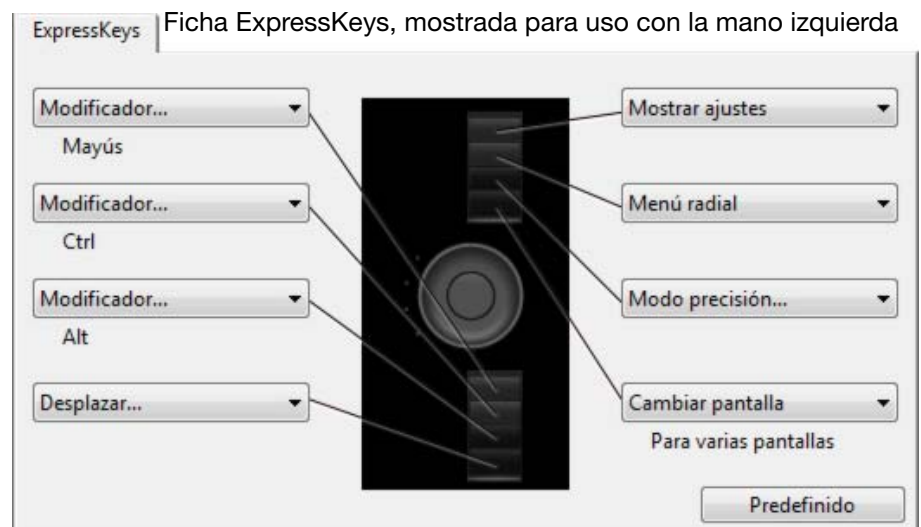 ExpressKeys
Ficha ExpressKeys, mostrada para uso con la mano izquierda
Modificador...
Mayús
Modificador...
Ctrl
Modificador...
Alt
Desplazar...
Mostrar ajustes
Menú radial
Modo precisión...
Cambiar pantalla
Para varias pantallas
Predefinido